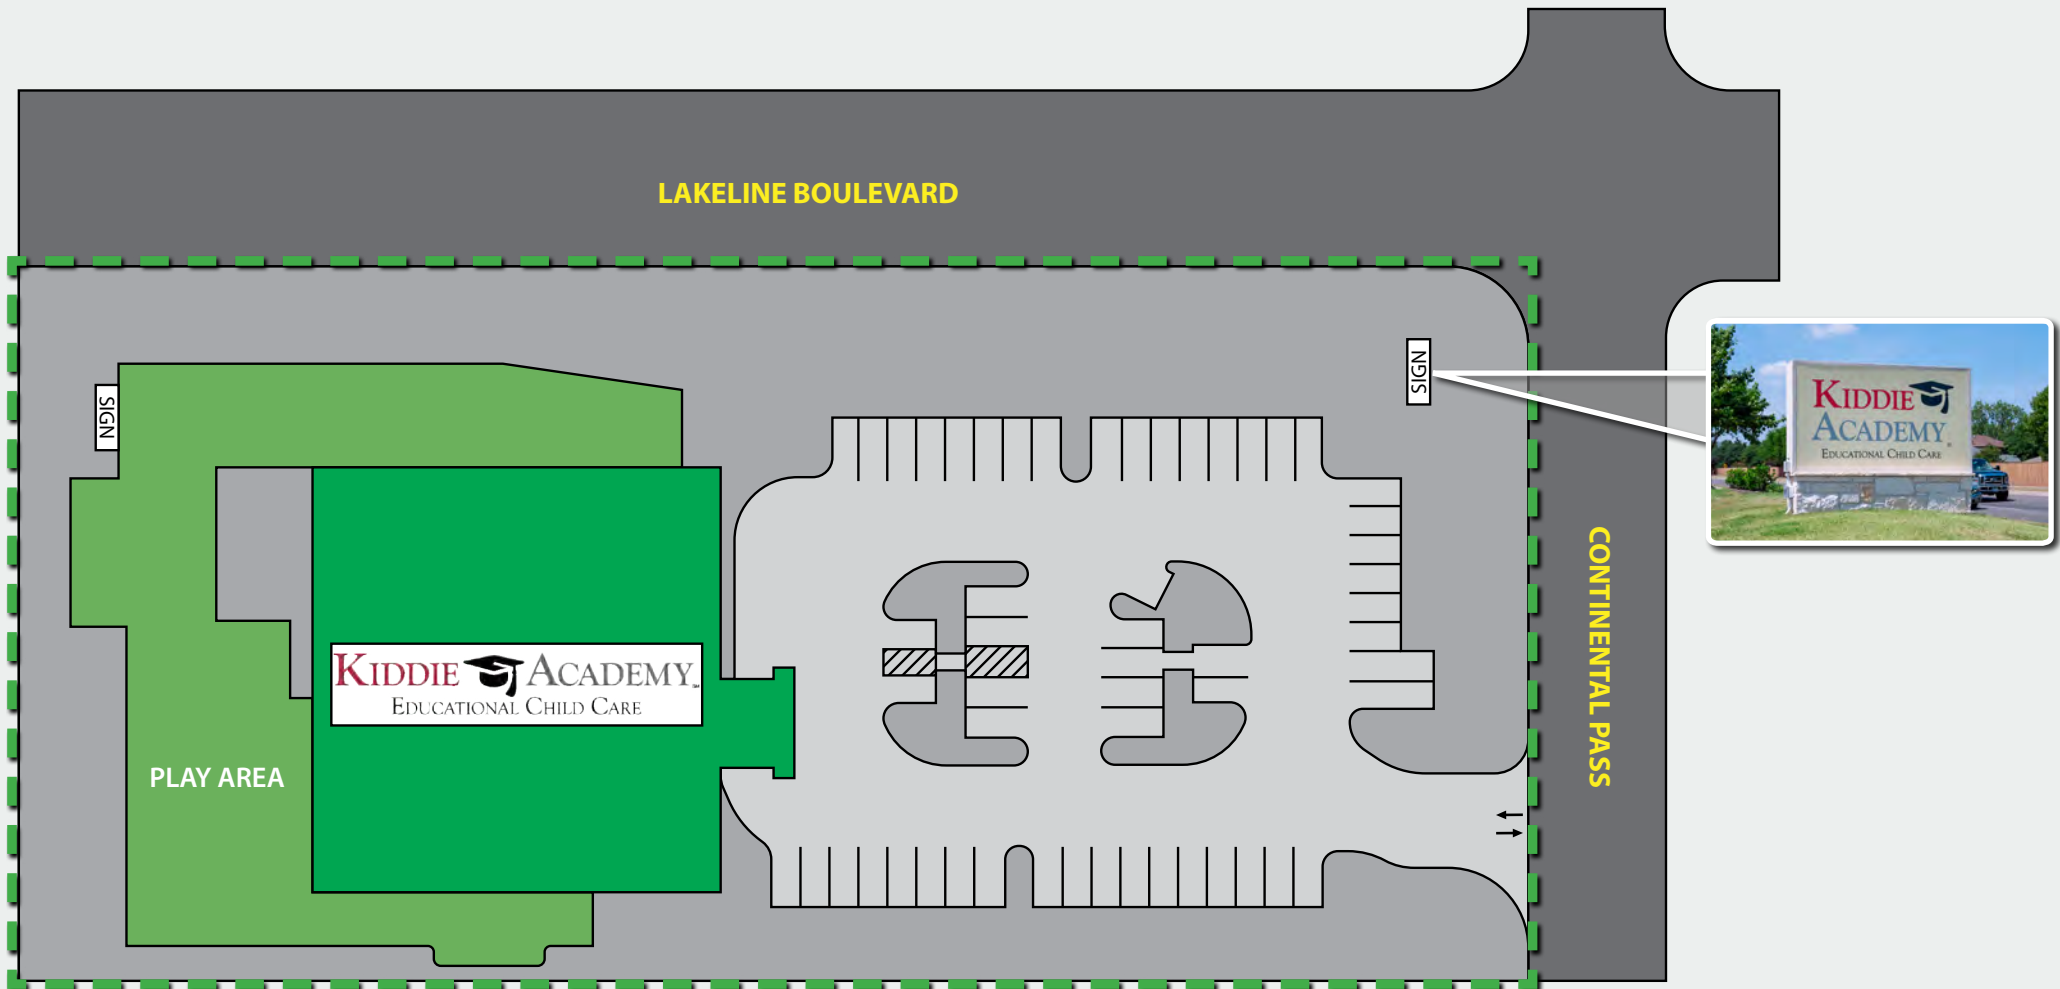 LAKELINE BOULEVARD
SIGN
SIGN
KIDDIE ACADEMY
EDUCATIONAL CHILD CARE
PLAY AREA
CONTINENTAL PASS
KIDDIE
ACADEMY®
EDUCATIONAL CHILD CARE